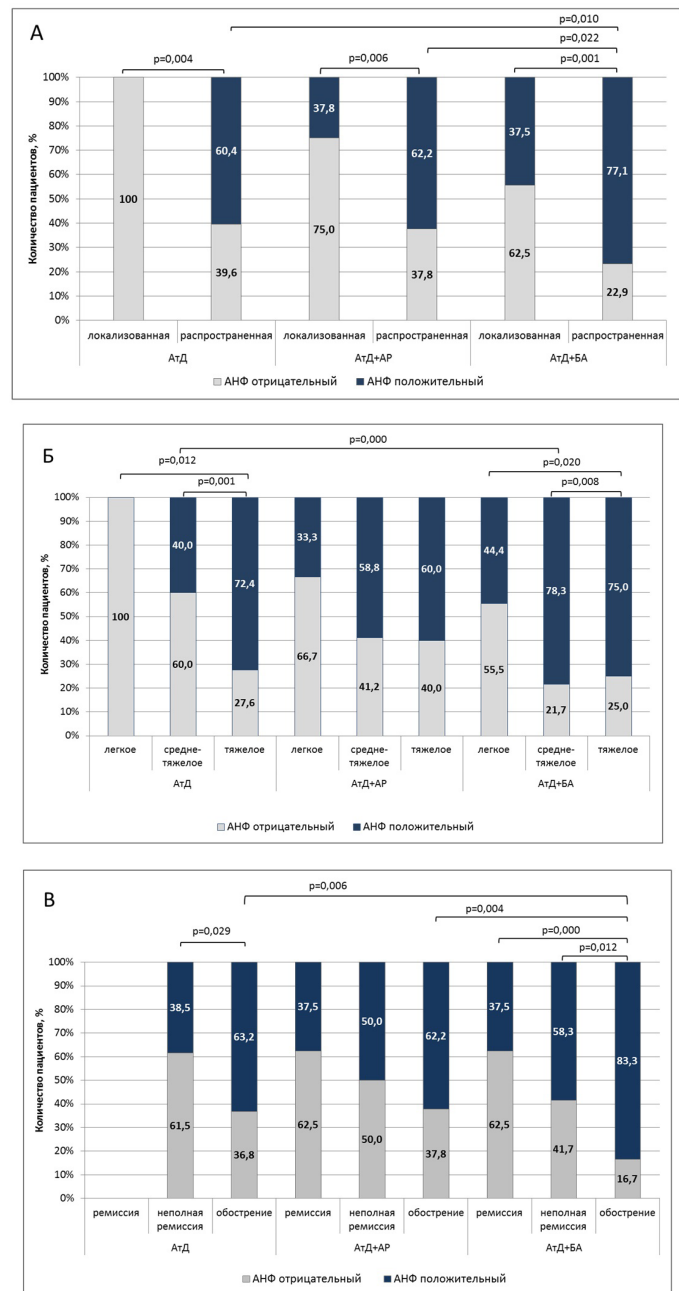 А
p=0,010
p=0,022
p=0,004
p=0,006
p=0,001
Количество пациентов, %
100%
90%
80%
70%
60%
50%
40%
30%
20%
10%
0%
37,8
37,5
60,4
62,2
77,1
100
75,0
62,5
39,6
37,8
22,9
локализованная распространенная локализованная распространенная локализованная распространенная
АтД АтД+АР АтД+БА
АНФ отрицательный АНФ положительный
Б
p=0,000
p=0,012
p=0,020
p=0,001
p=0,008
Количество пациентов, %
100%
90%
80%
70%
60%
50%
40%
30%
20%
10%
0%
40,0
72,4
33,3
58,8
60,0
44,4
78,3
75,0
100
60,0
27,6
66,7
41,2
40,0
55,5
21,7
25,0
легкое средне- тяжелое легкое средне- тяжелое легкое средне- тяжелое
тяжелое тяжелое тяжелое
АтД АтД+АР АтД+БА
АНФ отрицательный АНФ положительный
В
p=0,006
p=0,004
p=0,029
p=0,000
p=0,012
Количество пациентов, %
100%
90%
80%
70%
60%
50%
40%
30%
20%
10%
0%
38,5
63,2
37,5
50,0
62,2
37,5
58,3
83,3
61,5
36,8
62,5
50,0
37,8
62,5
41,7
16,7
ремиссия неполная обострение ремиссия неполная обострение ремиссия неполная обострение
ремиссия ремиссия ремиссия
АтД АтД+АР АтД+БА
АНФ отрицательный АНФ положительный